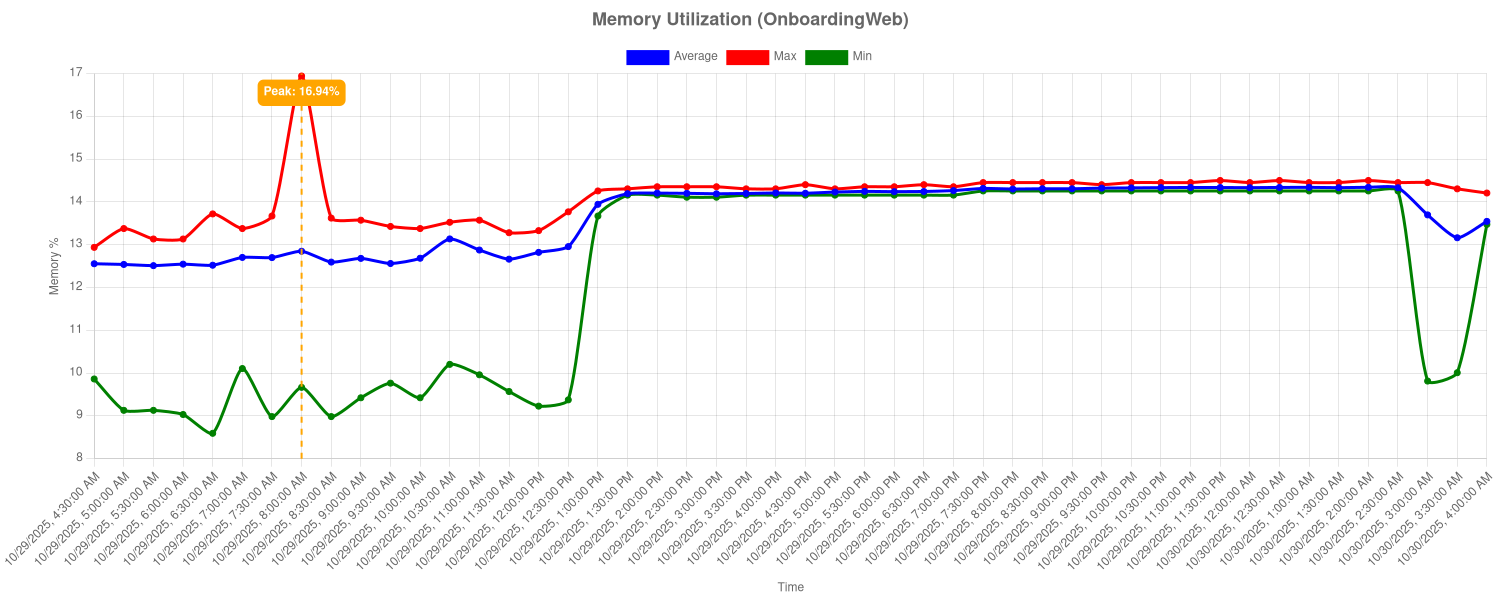 Memory Utilization (OnboardingWeb)
Average Max Min
17
Peak: 16.94%
16
15
14
13
12
11
10
9
8
Memory %
10/29/2025, 4:30:00 AM
10/29/2025, 5:00:00 AM
10/29/2025, 5:30:00 AM
10/29/2025, 6:00:00 AM
10/29/2025, 6:30:00 AM
10/29/2025, 7:00:00 AM
10/29/2025, 7:30:00 AM
10/29/2025, 8:00:00 AM
10/29/2025, 8:30:00 AM
10/29/2025, 9:00:00 AM
10/29/2025, 9:30:00 AM
10/29/2025, 10:00:00 AM
10/29/2025, 10:30:00 AM
10/29/2025, 11:00:00 AM
10/29/2025, 11:30:00 AM
10/29/2025, 12:00:00 PM
10/29/2025, 12:30:00 PM
10/29/2025, 1:00:00 PM
10/29/2025, 1:30:00 PM
10/29/2025, 2:00:00 PM
10/29/2025, 2:30:00 PM
10/29/2025, 3:00:00 PM
10/29/2025, 3:30:00 PM
10/29/2025, 4:00:00 PM
10/29/2025, 4:30:00 PM
10/29/2025, 5:00:00 PM
10/29/2025, 5:30:00 PM
10/29/2025, 6:00:00 PM
10/29/2025, 6:30:00 PM
10/29/2025, 7:00:00 PM
10/29/2025, 7:30:00 PM
10/29/2025, 8:00:00 PM
10/29/2025, 8:30:00 PM
10/29/2025, 9:00:00 PM
10/29/2025, 9:30:00 PM
10/29/2025, 10:00:00 PM
10/29/2025, 10:30:00 PM
10/29/2025, 11:00:00 PM
10/29/2025, 11:30:00 PM
10/30/2025, 12:00:00 AM
10/30/2025, 12:30:00 AM
10/30/2025, 1:00:00 AM
10/30/2025, 1:30:00 AM
10/30/2025, 2:00:00 AM
10/30/2025, 2:30:00 AM
10/30/2025, 3:00:00 AM
10/30/2025, 3:30:00 AM
10/30/2025, 4:00:00 AM
Time